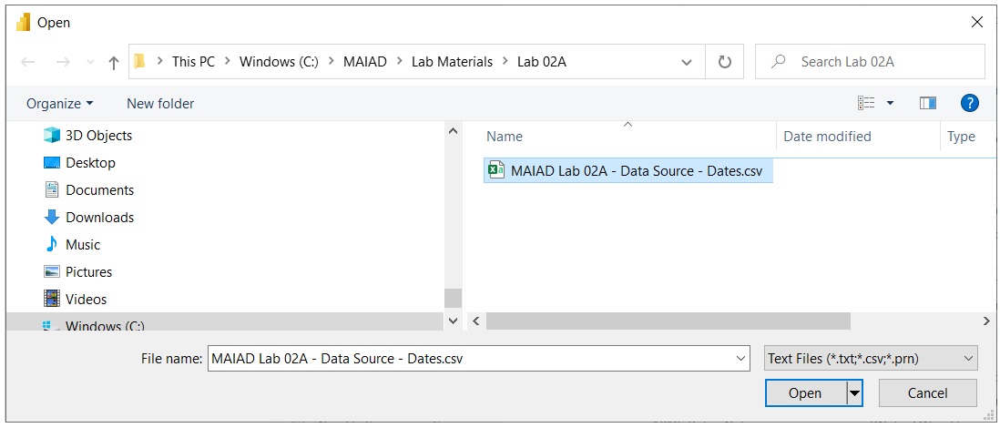 Open
This PC > Windows (C:) > MAIAD > Lab Materials > Lab 02A
Search Lab 02A
Organize
New folder
?
3D Objects
Desktop
Documents
Downloads
Music
Pictures
Videos
Windows (C:)
Name
Date modified
Type
MAIAD Lab 02A - Data Source - Dates.csv
File name:
MAIAD Lab 02A - Data Source - Dates.csv
Text Files (*.txt;*.csv;*.prn)
Open
Cancel